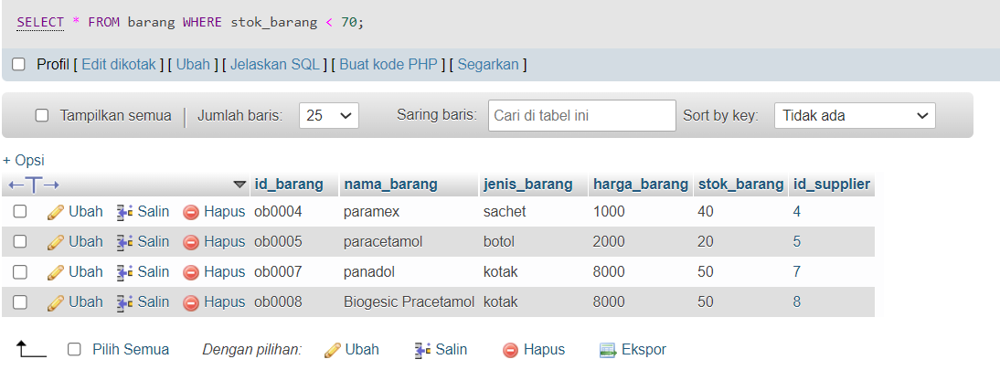 SELECT * FROM barang WHERE stok_barang < 70;
Profil [ Edit dikotak ] [ Ubah ] [ Jelaskan SQL ] [ Buat kode PHP ] [ Segarkan ]
Tampilkan semua | Jumlah baris: 25 Saring baris: Cari di tabel ini Sort by key: Tidak ada
+ Opsi
←T→ id_barang nama_barang jenis_barang harga_barang stok_barang id_supplier
Ubah Salin Hapus ob0004 paramex sachet 1000 40 4
Ubah Salin Hapus ob0005 paracetamol botol 2000 20 5
Ubah Salin Hapus ob0007 panadol kotak 8000 50 7
Ubah Salin Hapus ob0008 Biogesic Pracetamol kotak 8000 50 8
Pilih Semua Dengan pilihan: Ubah Salin Hapus Ekspor